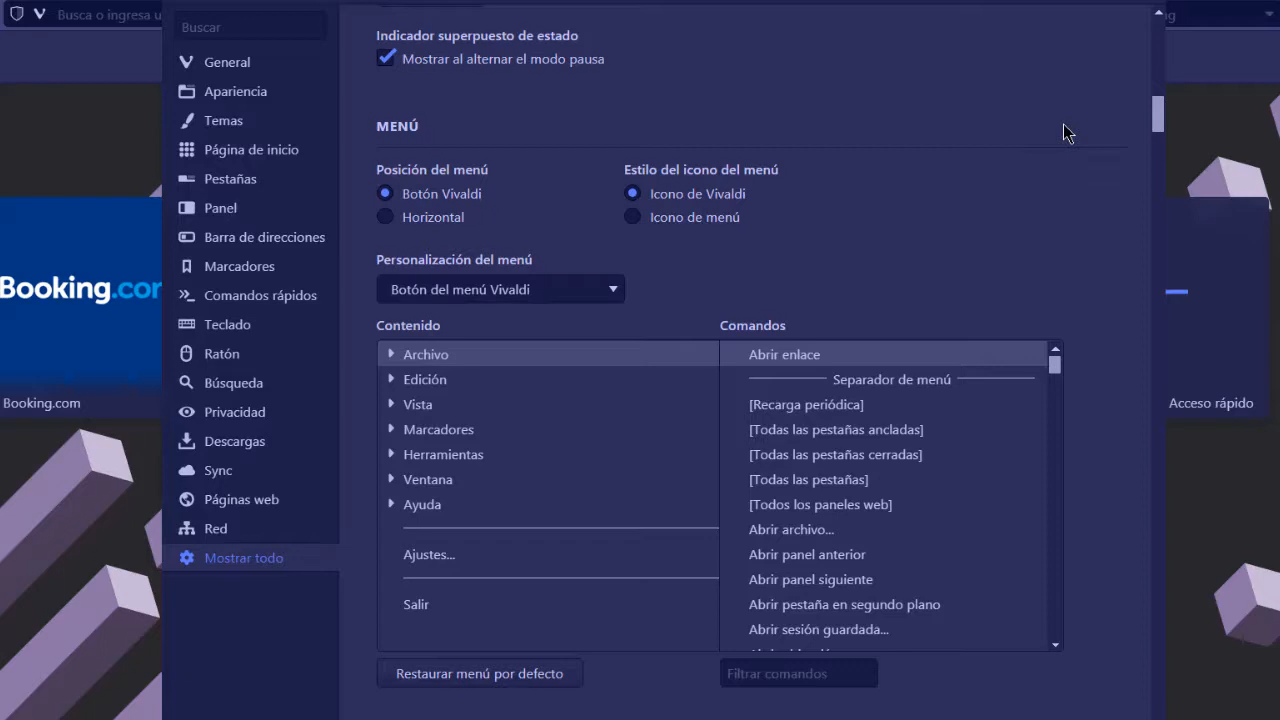 Busca o ingresa u
ng
Buscar
General
Apariencia
Temas
Página de inicio
Pestañas
Panel
Barra de direcciones
Marcadores
Comandos rápidos
Teclado
Ratón
Búsqueda
Privacidad
Descargas
Sync
Páginas web
Red
Mostrar todo
Indicador superpuesto de estado
Mostrar al alternar el modo pausa
MENÚ
Posición del menú
Botón Vivaldi
Horizontal
Estilo del icono del menú
Icono de Vivaldi
Icono de menú
Personalización del menú
Botón del menú Vivaldi
Contenido
Archivo
Edición
Vista
Marcadores
Herramientas
Ventana
Ayuda
Ajustes...
Salir
Restaurar menú por defecto
Comandos
Abrir enlace
Separador de menú
[Recarga periódica]
[Todas las pestañas ancladas]
[Todas las pestañas cerradas]
[Todas las pestañas]
[Todos los paneles web]
Abrir archivo...
Abrir panel anterior
Abrir panel siguiente
Abrir pestaña en segundo plano
Abrir sesión guardada...
Filtrar comandos
Booking.com
Booking.com
Acceso rápido